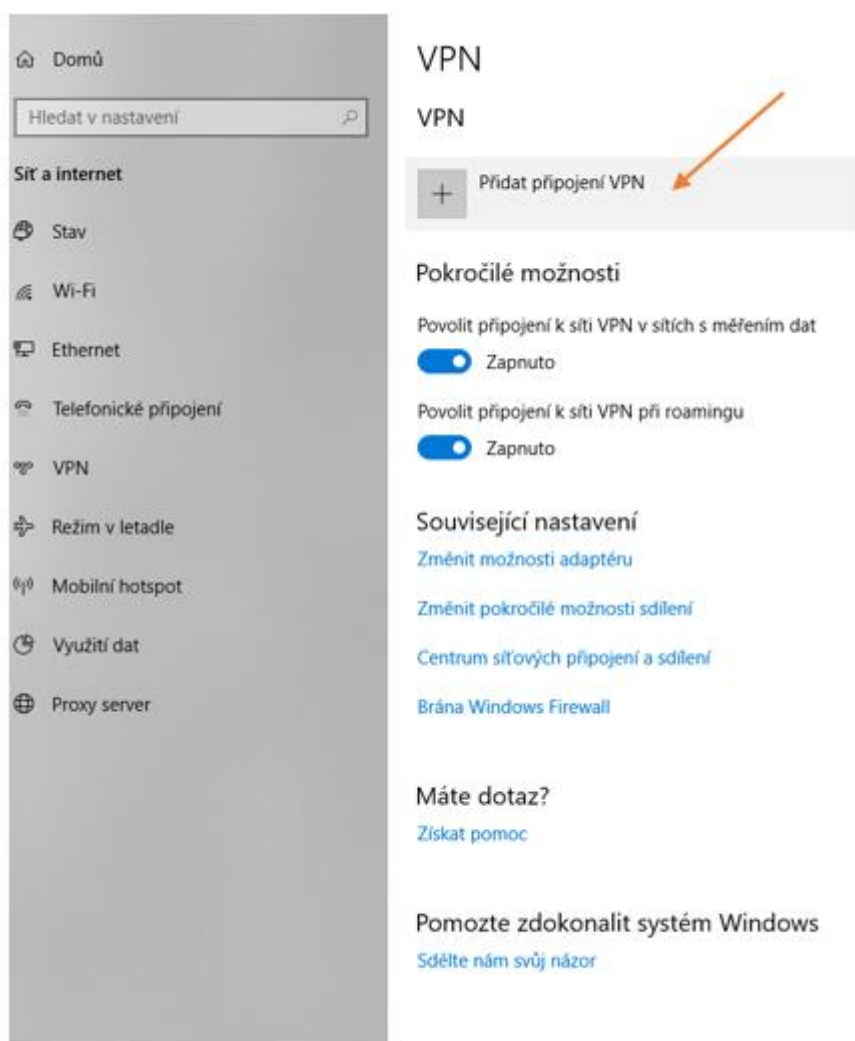 Domů
Hledat v nastavení
Síť a internet
Stav
Wi-Fi
Ethernet
Telefonické připojení
VPN
Režim v letadle
Mobilní hotspot
Využití dat
Proxy server
VPN
VPN
Přidat připojení VPN
Pokročilé možnosti
Povolit připojení k síti VPN v sítích s měřením dat
Zapnuto
Povolit připojení k síti VPN při roamingu
Zapnuto
Související nastavení
Změnit možnosti adaptéru
Změnit pokročilé možnosti sdílení
Centrum síťových připojení a sdílení
Brána Windows Firewall
Máte dotaz?
Získat pomoc
Pomozte zdokonalit systém Windows
Sdělte nám svůj názor